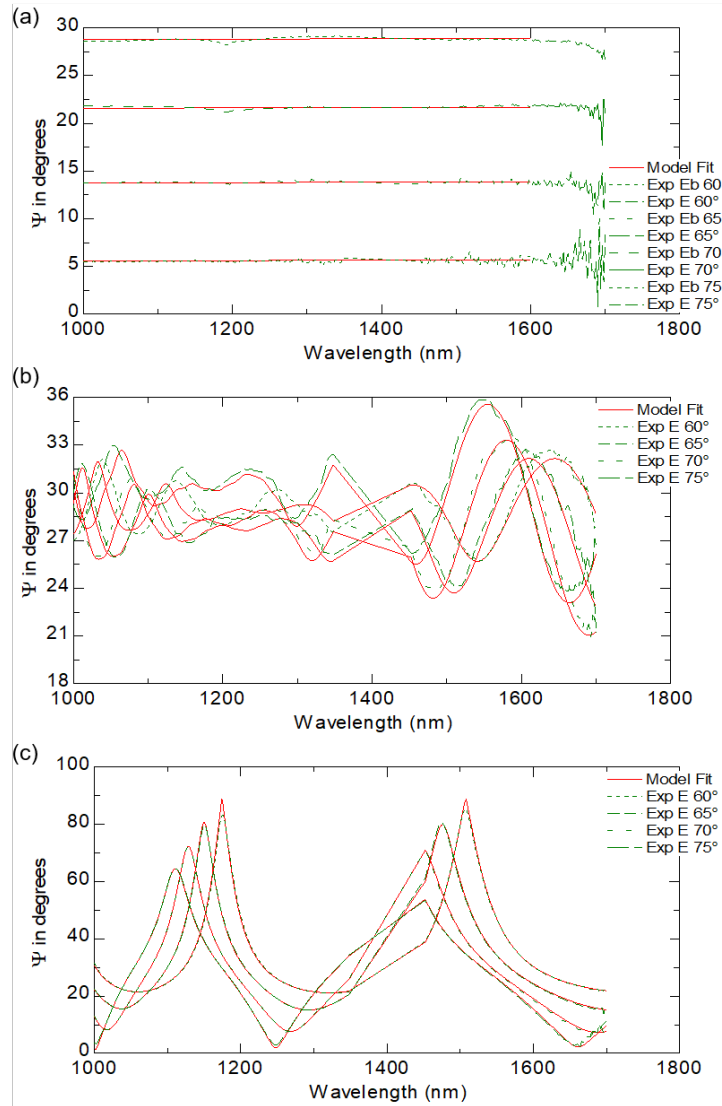 (a)
30
25
20
15
10
5
0
Ψ in degrees
1000
1200
1400
1600
1800
Wavelength (nm)
Model Fit
Exp Eb 60
Exp E 60°
Exp Eb 65
Exp E 65°
Exp Eb 70
Exp E 70°
Exp Eb 75
Exp E 75°
(b)
36
33
30
27
24
21
18
Ψ in degrees
1000
1200
1400
1600
1800
Wavelength (nm)
Model Fit
Exp E 60°
Exp E 65°
Exp E 70°
Exp E 75°
(c)
100
80
60
40
20
0
Ψ in degrees
1000
1200
1400
1600
1800
Wavelength (nm)
Model Fit
Exp E 60°
Exp E 65°
Exp E 70°
Exp E 75°